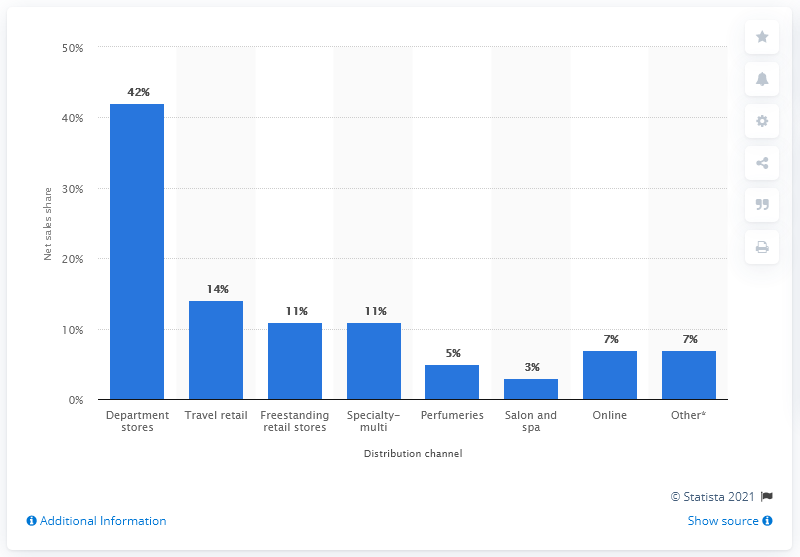 50%
40%
30%
20%
10%
0%
Net sales share
42%
14%
11%
11%
5%
3%
7%
7%
Department
stores
Travel retail
Freestanding
retail stores
Specialty-
multi
Perfumeries
Salon and
spa
Online
Other*
Distribution channel
© Statista 2021
Additional Information
Show source